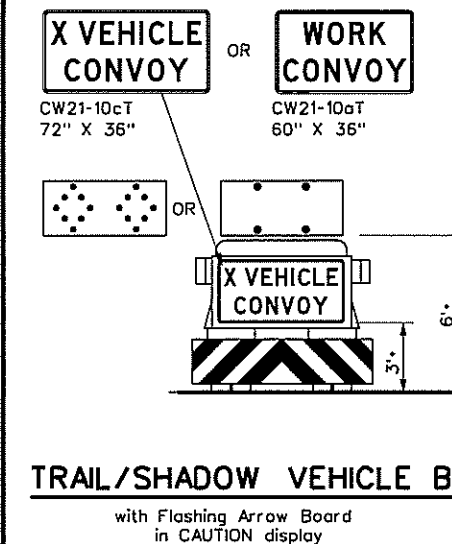 X VEHICLE
CONVOY
OR
WORK
CONVOY
CW21-10cT
72" X 36"
CW21-10aT
60" X 36"
OR
X VEHICLE
CONVOY
6'+
3'+
TRAIL/SHADOW VEHICLE B
with Flashing Arrow Board
in CAUTION display